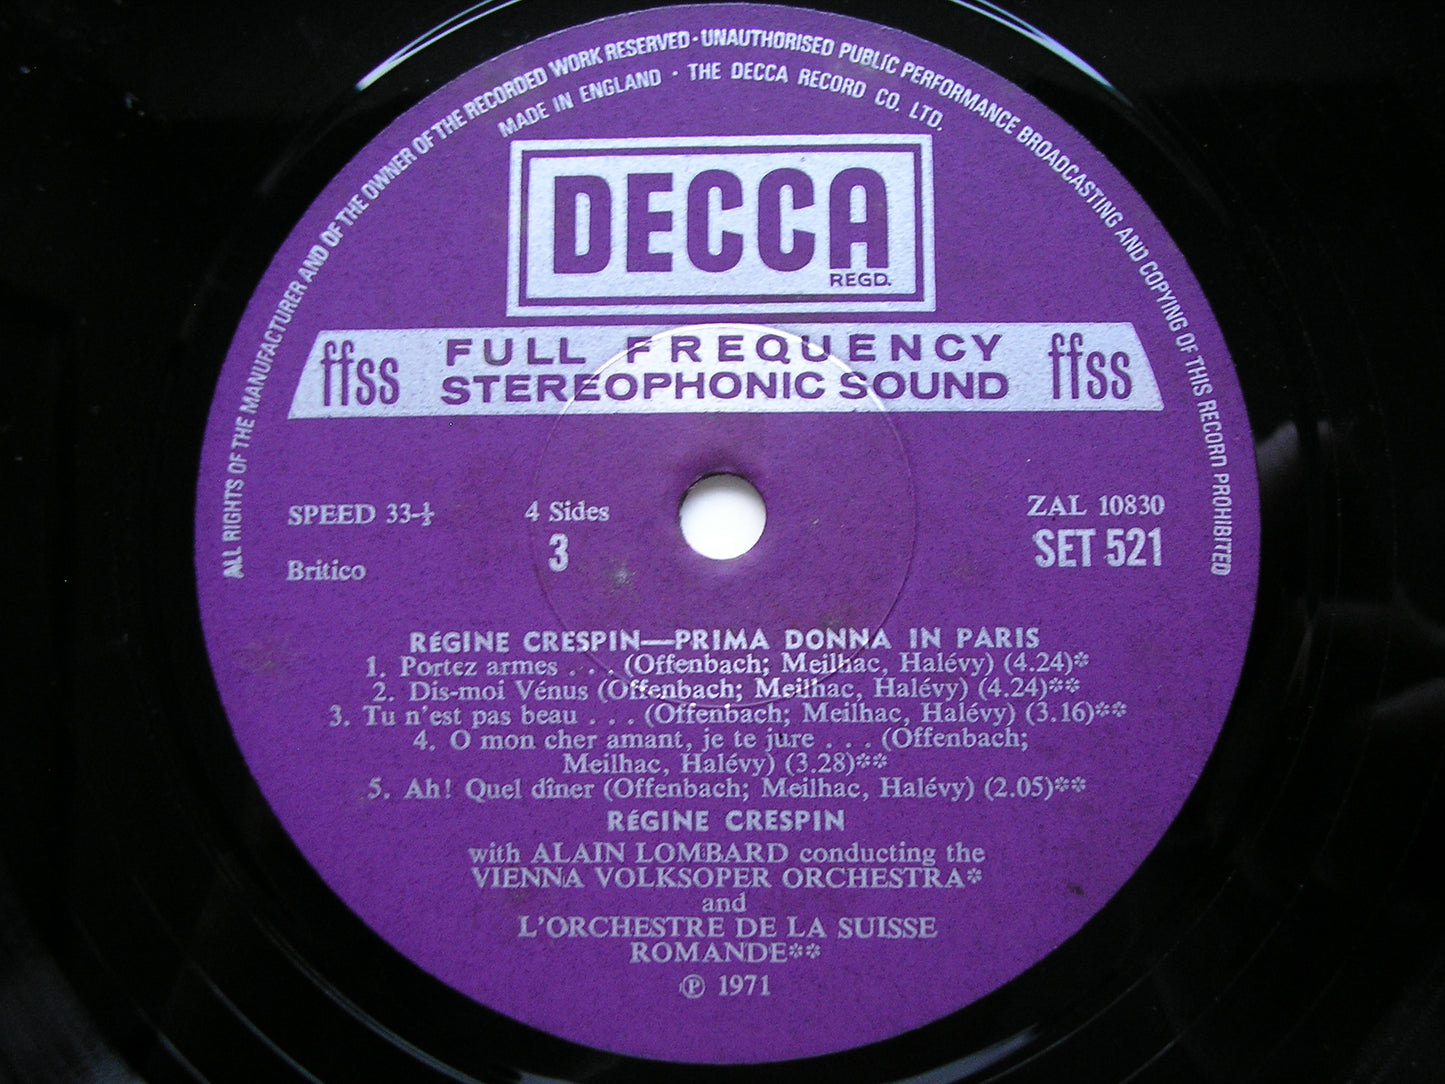 ALL RIGHTS OF THE MANUFACTURER AND OF THE OWNER OF THE RECORDED WORK RESERVED · UNAUTHORISED PUBLIC PERFORMANCE BROADCASTING AND COPYING OF THIS RECORD PROHIBITED
MADE IN ENGLAND · THE DECCA RECORD CO. LTD.
DECCA
REGD.
ffss FULL FREQUENCY STEREOPHONIC SOUND ffss
SPEED 33-⅓ 4 Sides ZAL 10830
3 SET 521
Britico
RÉGINE CRESPIN—PRIMA DONNA IN PARIS
1. Portez armes . . . (Offenbach; Meilhac, Halévy) (4.24)*
2. Dis-moi Vénus (Offenbach; Meilhac, Halévy) (4.24)**
3. Tu n'est pas beau . . . (Offenbach; Meilhac, Halévy) (3.16)**
4. O mon cher amant, je te jure . . . (Offenbach;
Meilhac, Halévy) (3.28)**
5. Ah! Quel dîner (Offenbach; Meilhac, Halévy) (2.05)**
RÉGINE CRESPIN
with ALAIN LOMBARD conducting the
VIENNA VOLKSOPER ORCHESTRA*
and
L'ORCHESTRE DE LA SUISSE
ROMANDE**
℗ 1971